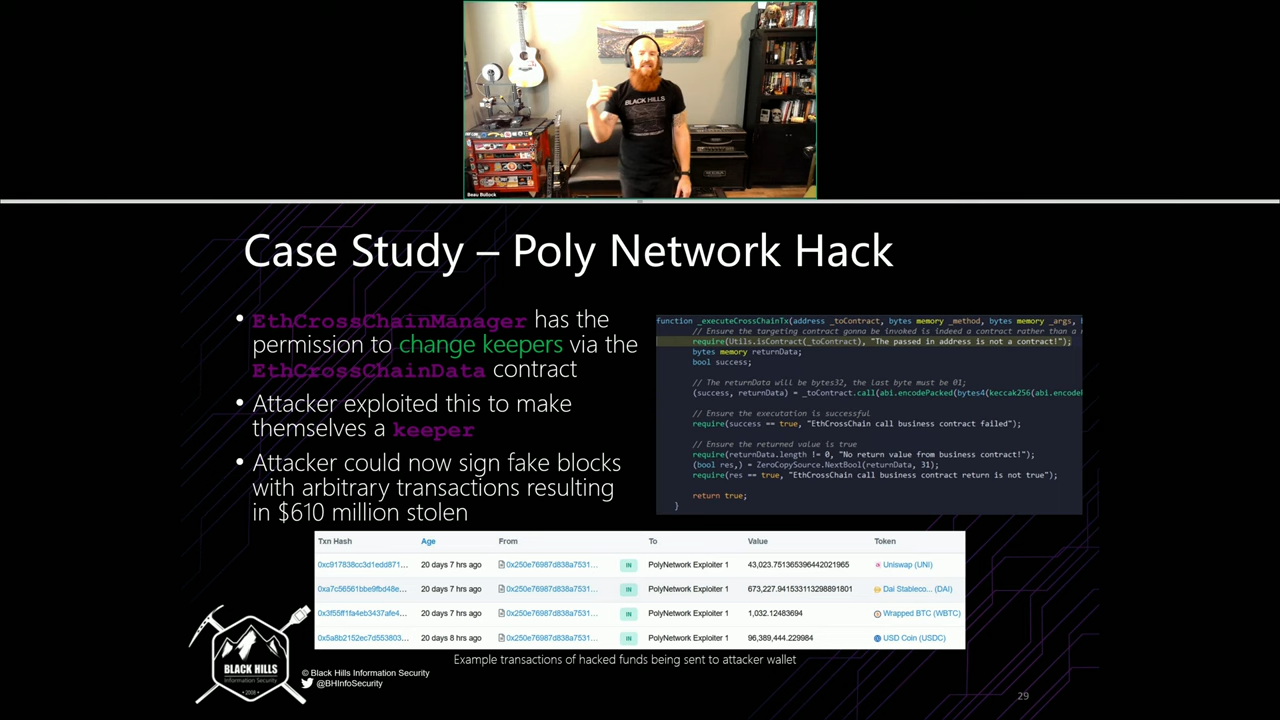 BLACK HILLS
Beau Bullock
Case Study – Poly Network Hack
• EthCrossChainManager has the
permission to change keepers via the
EthCrossChainData contract
• Attacker exploited this to make
themselves a keeper
• Attacker could now sign fake blocks
with arbitrary transactions resulting
in $610 million stolen
function _executeCrossChainTx(address _toContract, bytes memory _method, bytes memory _args,
// Ensure the targeting contract gonna be invoked is indeed a contract rather than a
require(Utils.isContract(_toContract), "The passed in address is not a contract!");
bytes memory returnData;
bool success;
// The returnData will be bytes32, the last byte must be 01;
(success, returnData) = _toContract.call(abi.encodePacked(bytes4(keccak256(abi.encode
// Ensure the executation is successful
require(success == true, "EthCrossChain call business contract failed");
// Ensure the returned value is true
require(returnData.length != 0, "No return value from business contract!");
(bool res,) = ZeroCopySource.NextBool(returnData, 31);
require(res == true, "EthCrossChain call business contract return is not true");
return true;
}
Txn Hash Age From To Value Token
0xc917838cc3d1edd871... 20 days 7 hrs ago 0x250e76987d838a7531... IN PolyNetwork Exploiter 1 43,023.751365396442021965 Uniswap (UNI)
0xa7c56561bbe9fbd48e... 20 days 7 hrs ago 0x250e76987d838a7531... IN PolyNetwork Exploiter 1 673,227.941533113298891801 Dai Stableco... (DAI)
0x3f55ff1fa4eb3437afe4... 20 days 7 hrs ago 0x250e76987d838a7531... IN PolyNetwork Exploiter 1 1,032.12483694 Wrapped BTC (WBTC)
0x5a8b2152ec7d553803... 20 days 8 hrs ago 0x250e76987d838a7531... IN PolyNetwork Exploiter 1 96,389,444.229984 USD Coin (USDC)
Example transactions of hacked funds being sent to attacker wallet
BLACK HILLS
Information Security
• 2008 •
© Black Hills Information Security
@BHInfoSecurity
29